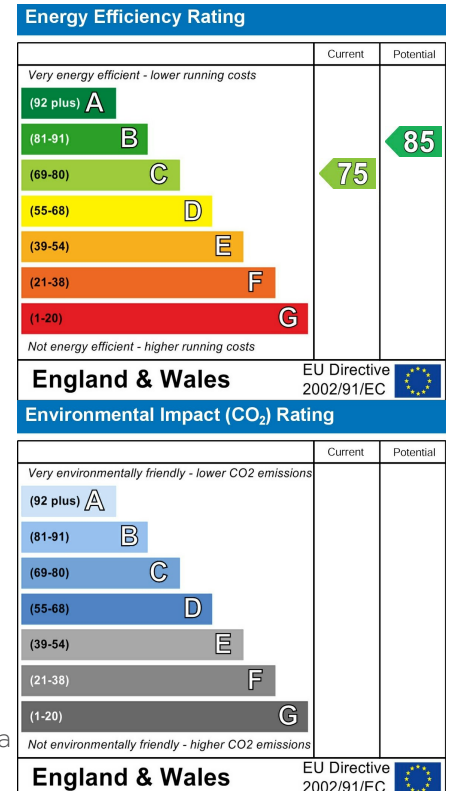 Energy Efficiency Rating
Current Potential
Very energy efficient - lower running costs
(92 plus) A
(81-91) B
85
(69-80) C
75
(55-68) D
(39-54) E
(21-38) F
(1-20) G
Not energy efficient - higher running costs
England & Wales
EU Directive
2002/91/EC
Environmental Impact (CO₂) Rating
Current Potential
Very environmentally friendly - lower CO2 emissions
(92 plus) A
(81-91) B
(69-80) C
(55-68) D
(39-54) E
(21-38) F
(1-20) G
a
Not environmentally friendly - higher CO2 emissions
England & Wales
EU Directive
2002/91/EC